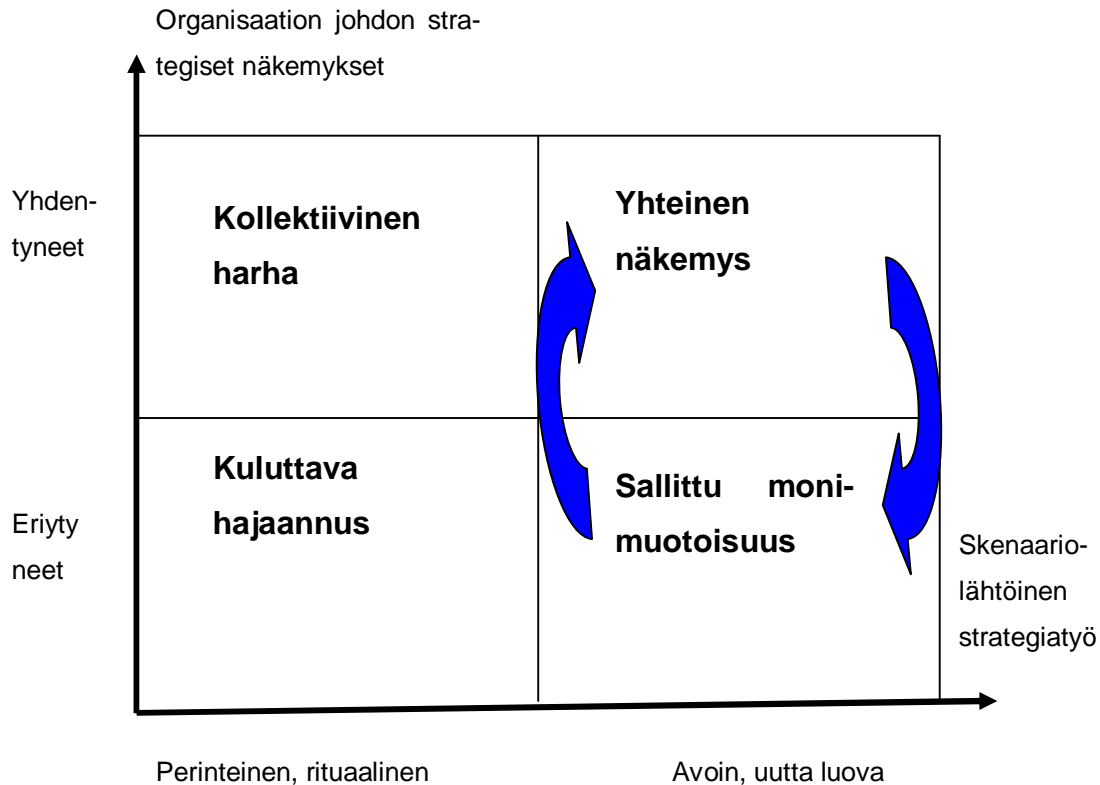 Organisaation johdon stra-
tegiset näkemykset
Yhden-
tyneet
Kollektiivinen
harha
Yhteinen
näkemys
Eriyty
neet
Kuluttava
hajaannus
Sallittu moni-
muotoisuus
Skenaario-
lähtöinen
strategiatyö
Perinteinen, rituaalinen
Avoin, uutta luova